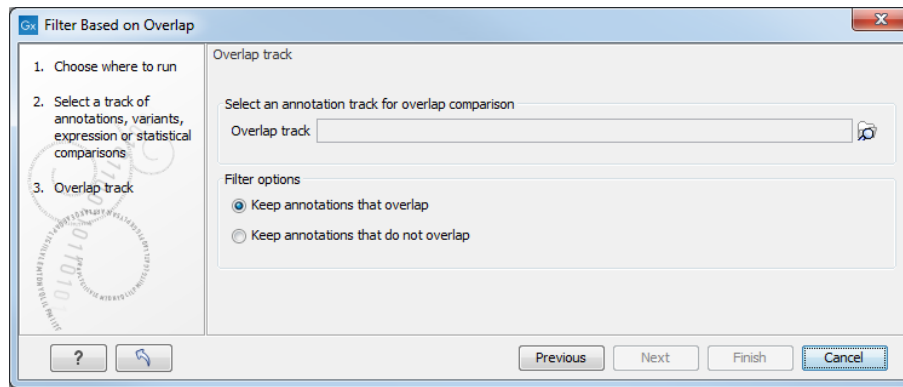 Gx Filter Based on Overlap
X
1. Choose where to run
2. Select a track of
annotations, variants,
expression or statistical
comparisons
3. Overlap track
Overlap track
Select an annotation track for overlap comparison
Overlap track
Filter options
Keep annotations that overlap
Keep annotations that do not overlap
?
Previous
Next
Finish
Cancel